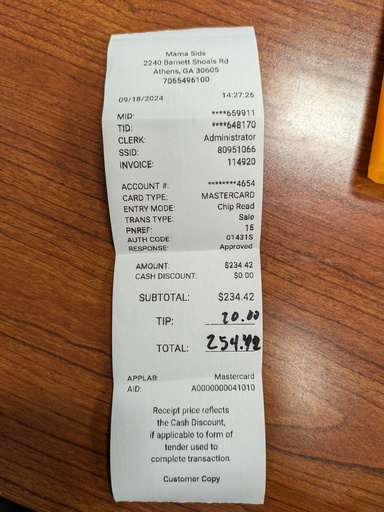 Mama Sids
2240 Barnett Shoals Rd
Athens, GA 30605
7065496100
09/18/2024 14:27:26
MID: ****659911
TID: ****648170
CLERK: Administrator
SSID: 80951066
INVOICE: 114920
ACCOUNT #: ********4654
CARD TYPE: MASTERCARD
ENTRY MODE: Chip Read
TRANS TYPE: Sale
PNREF: 15
AUTH CODE: 01431S
RESPONSE: Approved
AMOUNT: $234.42
CASH DISCOUNT: $0.00
SUBTOTAL: $234.42
TIP: 20.00
TOTAL: 254.42
APPLAB: Mastercard
AID: A0000000041010
Receipt price reflects
the Cash Discount,
if applicable to form of
tender used to
complete transaction.
Customer Copy